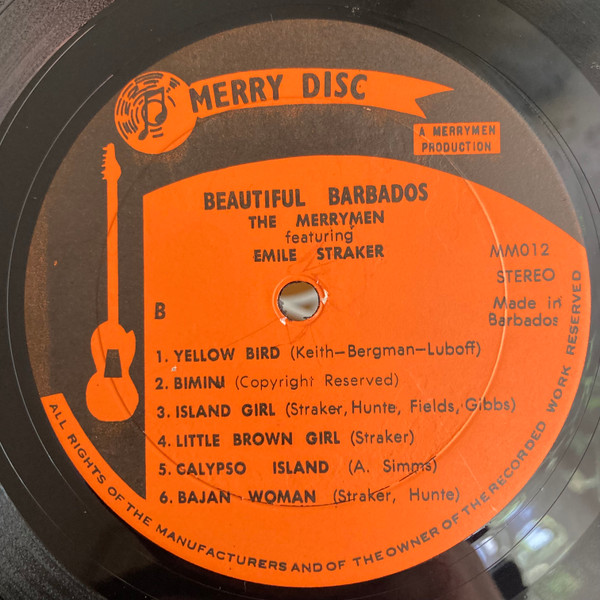 MERRY DISC
A MERRYMEN
PRODUCTION
BEAUTIFUL BARBADOS
THE MERRYMEN
featuring
EMILE STRAKER
MM012
STEREO
Made in
Barbados
B
1. YELLOW BIRD (Keith-Bergman-Luboff)
2. BIMINI (Copyright Reserved)
3. ISLAND GIRL (Straker, Hunte, Fields, Gibbs)
4. LITTLE BROWN GIRL (Straker)
5. CALYPSO ISLAND (A. Simms)
6. BAJAN WOMAN (Straker, Hunte)
ALL RIGHTS OF THE MANUFACTURERS AND OF THE OWNER OF THE RECORDED WORK RESERVED